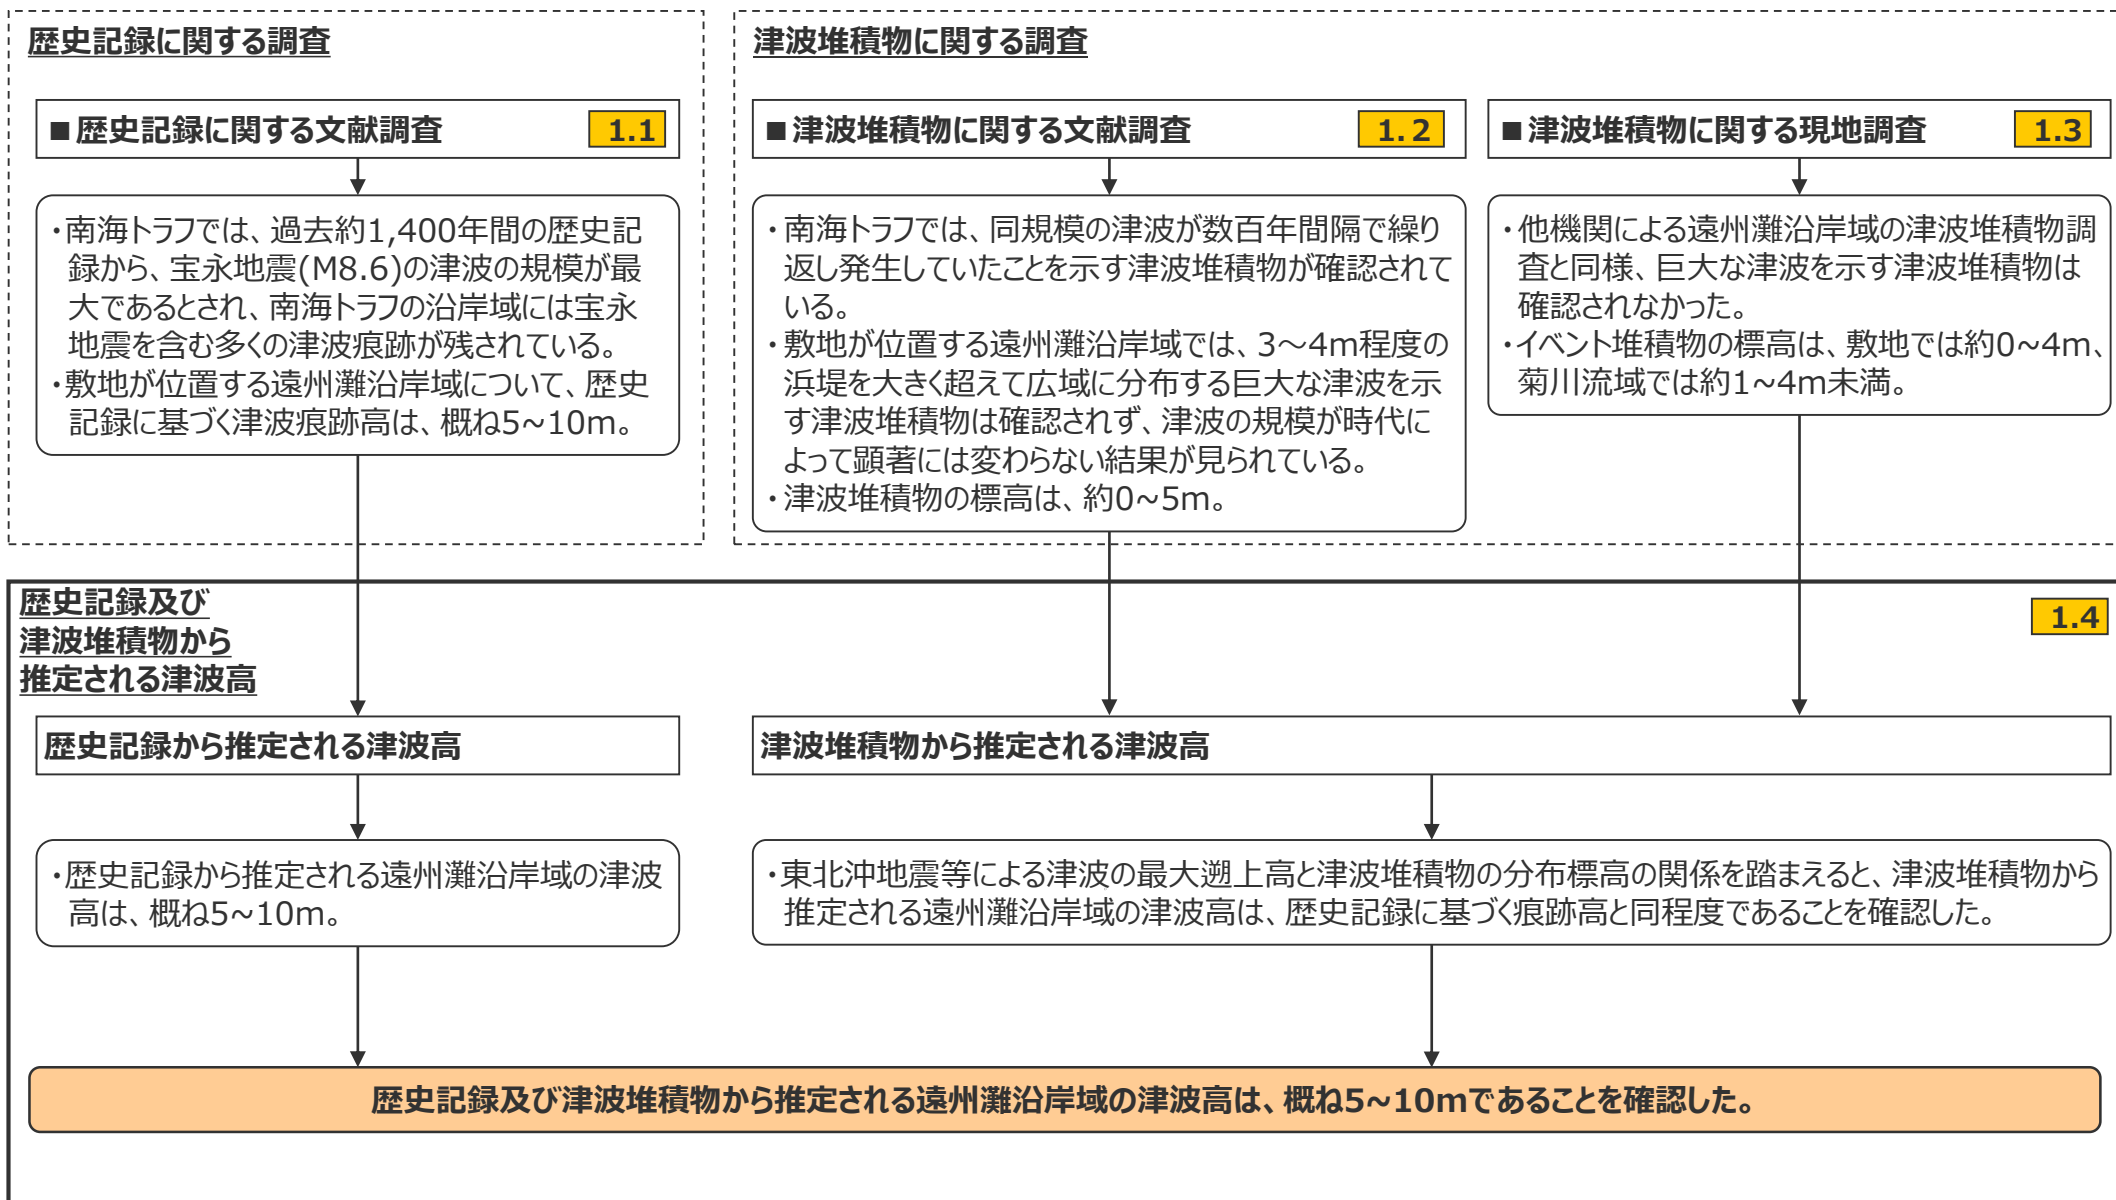 歴史記録に関する調査
■歴史記録に関する文献調査 1.1
・南海トラフでは、過去約1,400年間の歴史記
録から、宝永地震(M8.6)の津波の規模が最
大であるとされ、南海トラフの沿岸域には宝永
地震を含む多くの津波痕跡が残されている。
・敷地が位置する遠州灘沿岸域について、歴史
記録に基づく津波痕跡高は、概ね5~10m。
津波堆積物に関する調査
■津波堆積物に関する文献調査 1.2
・南海トラフでは、同規模の津波が数百年間隔で繰り
返し発生していたことを示す津波堆積物が確認されて
いる。
・敷地が位置する遠州灘沿岸域では、3～4m程度の
浜堤を大きく超えて広域に分布する巨大な津波を示
す津波堆積物は確認されず、津波の規模が時代に
よって顕著には変わらない結果が見られている。
・津波堆積物の標高は、約0~5m。
■津波堆積物に関する現地調査 1.3
・他機関による遠州灘沿岸域の津波堆積物調
査と同様、巨大な津波を示す津波堆積物は
確認されなかった。
・イベント堆積物の標高は、敷地では約0~4m、
菊川流域では約1~4m未満。
歴史記録及び
津波堆積物から
推定される津波高
1.4
歴史記録から推定される津波高
・歴史記録から推定される遠州灘沿岸域の津波
高は、概ね5~10m。
津波堆積物から推定される津波高
・東北沖地震等による津波の最大遡上高と津波堆積物の分布標高の関係を踏まえると、津波堆積物から
推定される遠州灘沿岸域の津波高は、歴史記録に基づく痕跡高と同程度であることを確認した。
歴史記録及び津波堆積物から推定される遠州灘沿岸域の津波高は、概ね5~10mであることを確認した。